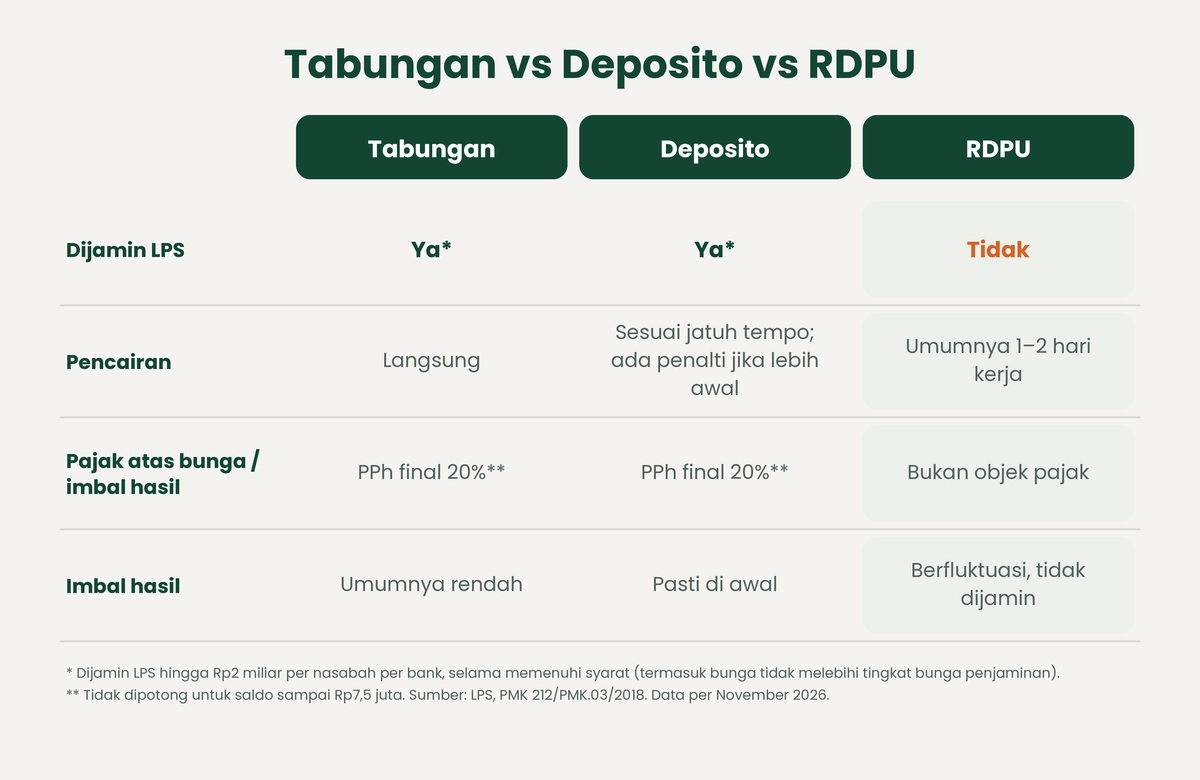 Tabungan vs Deposito vs RDPU
Tabungan
Deposito
RDPU
Dijamin LPS
Ya*
Ya*
Tidak
Pencairan
Langsung
Sesuai jatuh tempo;
ada penalti jika lebih
awal
Umumnya 1–2 hari
kerja
Pajak atas bunga /
imbal hasil
PPh final 20%**
PPh final 20%**
Bukan objek pajak
Imbal hasil
Umumnya rendah
Pasti di awal
Berfluktuasi, tidak
dijamin
* Dijamin LPS hingga Rp2 miliar per nasabah per bank, selama memenuhi syarat (termasuk bunga tidak melebihi tingkat bunga penjaminan).
** Tidak dipotong untuk saldo sampai Rp7,5 juta. Sumber: LPS, PMK 212/PMK.03/2018. Data per November 2026.